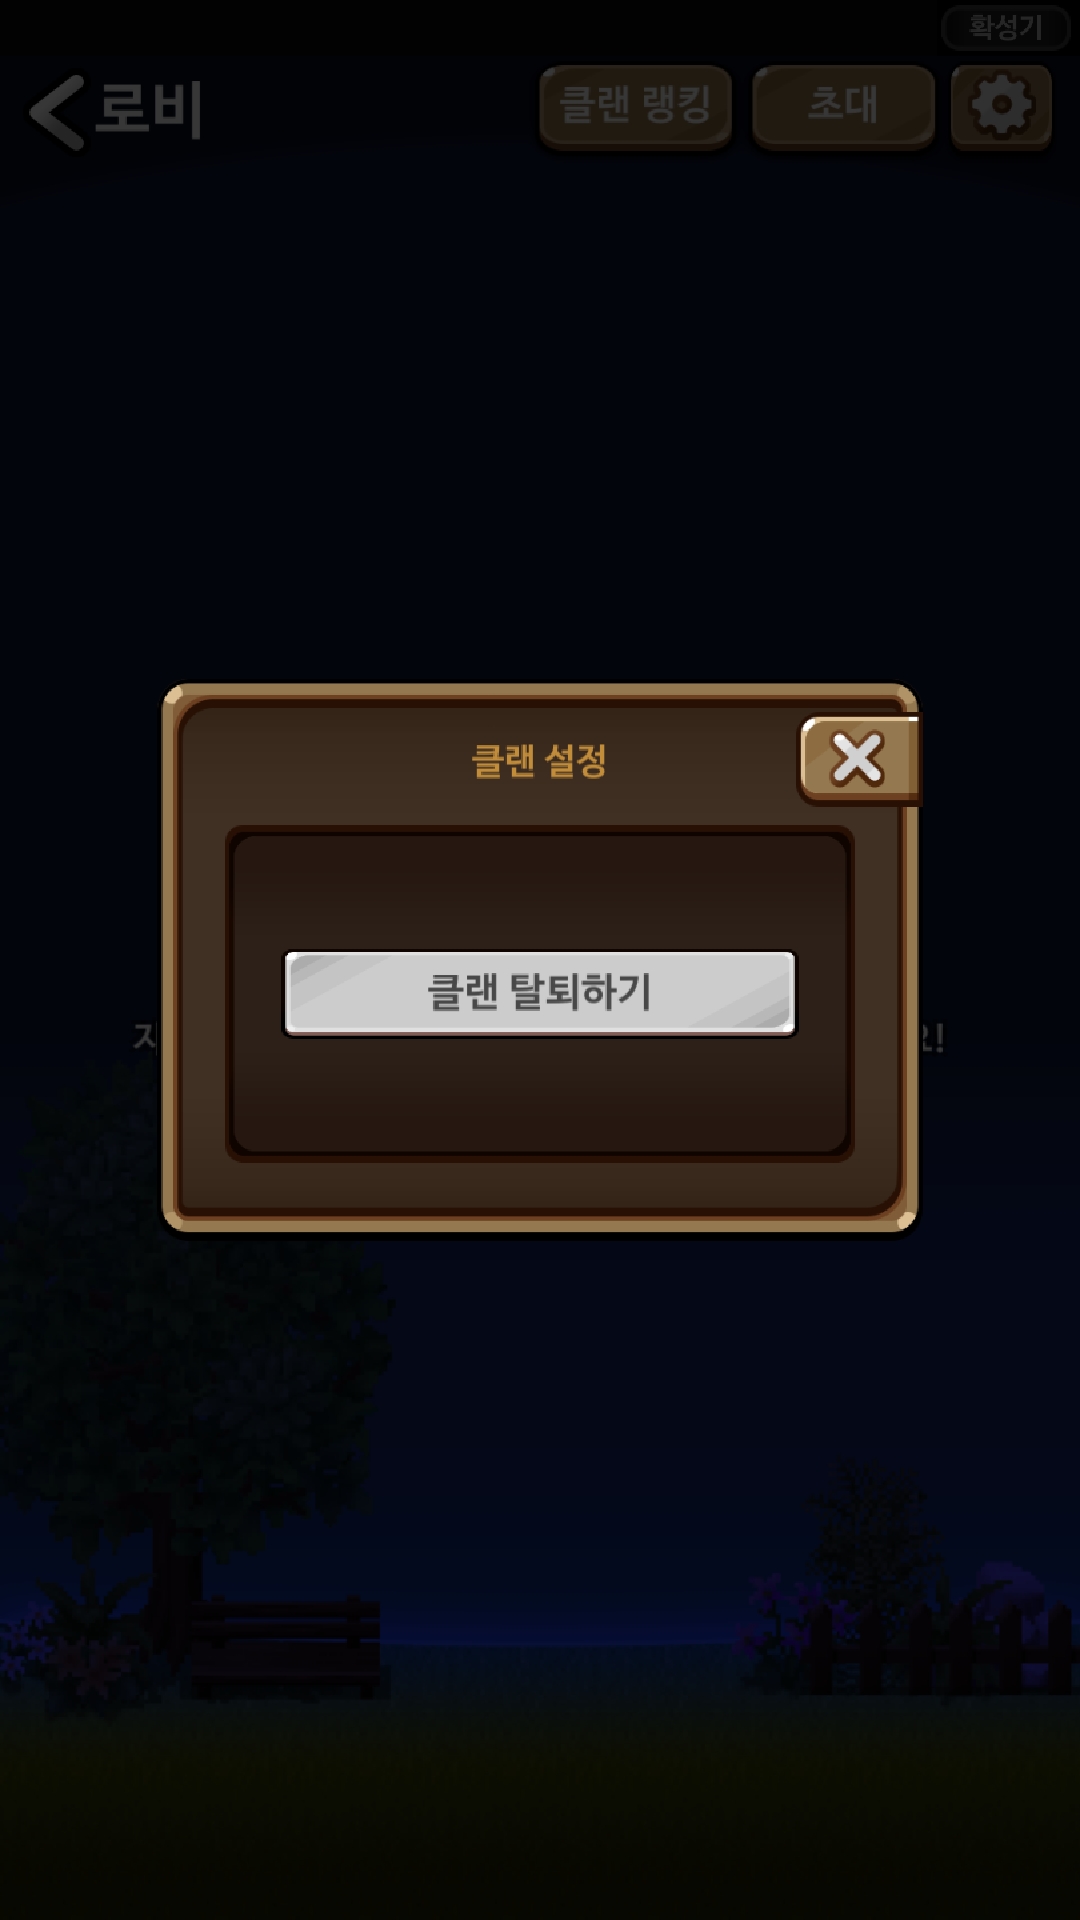 확성기
로비
클랜 랭킹
초대
클랜 설정
클랜 탈퇴하기